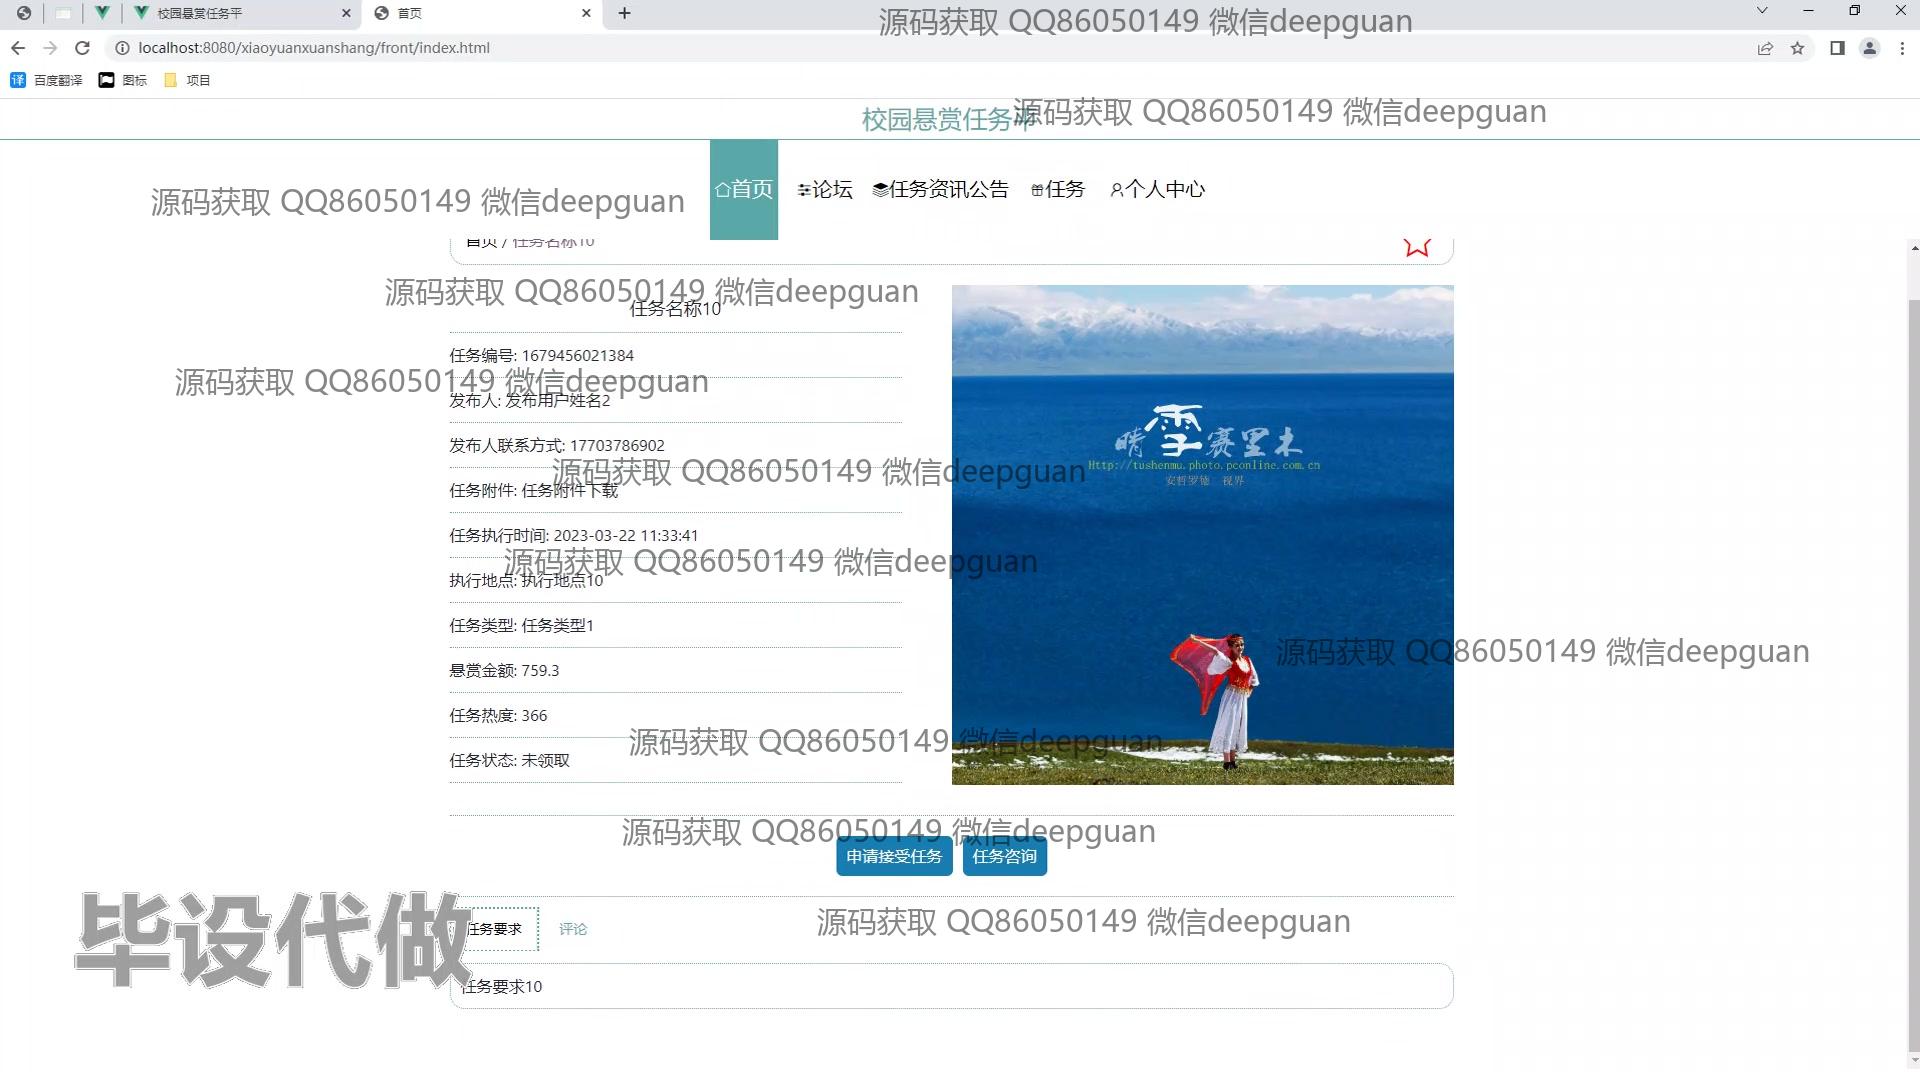 校园悬赏任务平
首页
源码获取 QQ86050149 微信deepguan
localhost:8080/xiaoyuanxuanshang/front/index.html
百度翻译 图标 项目
校园悬赏任务平
源码获取 QQ86050149 微信deepguan
首页 论坛 任务资讯公告 任务 个人中心
源码获取 QQ86050149 微信deepguan
首页 / 任务名称10
源码获取 QQ86050149 微信deepguan
任务名称10
任务编号: 1679456021384
源码获取 QQ86050149 微信deepguan
发布人: 发布用户姓名2
发布人联系方式: 17703786902
源码获取 QQ86050149 微信deepguan
任务附件: 任务附件下载
任务执行时间: 2023-03-22 11:33:41
源码获取 QQ86050149 微信deepguan
执行地点: 执行地点10
任务类型: 任务类型1
悬赏金额: 759.3
任务热度: 366
任务状态: 未领取
晴雪赛里木
Http://tushenmu.photo.pconline.com.cn
安哲罗德 视界
源码获取 QQ86050149 微信deepguan
源码获取 QQ86050149 微信deepguan
源码获取 QQ86050149 微信deepguan
申请接受任务 任务咨询
源码获取 QQ86050149 微信deepguan
毕设代做
任务要求 评论
任务要求10